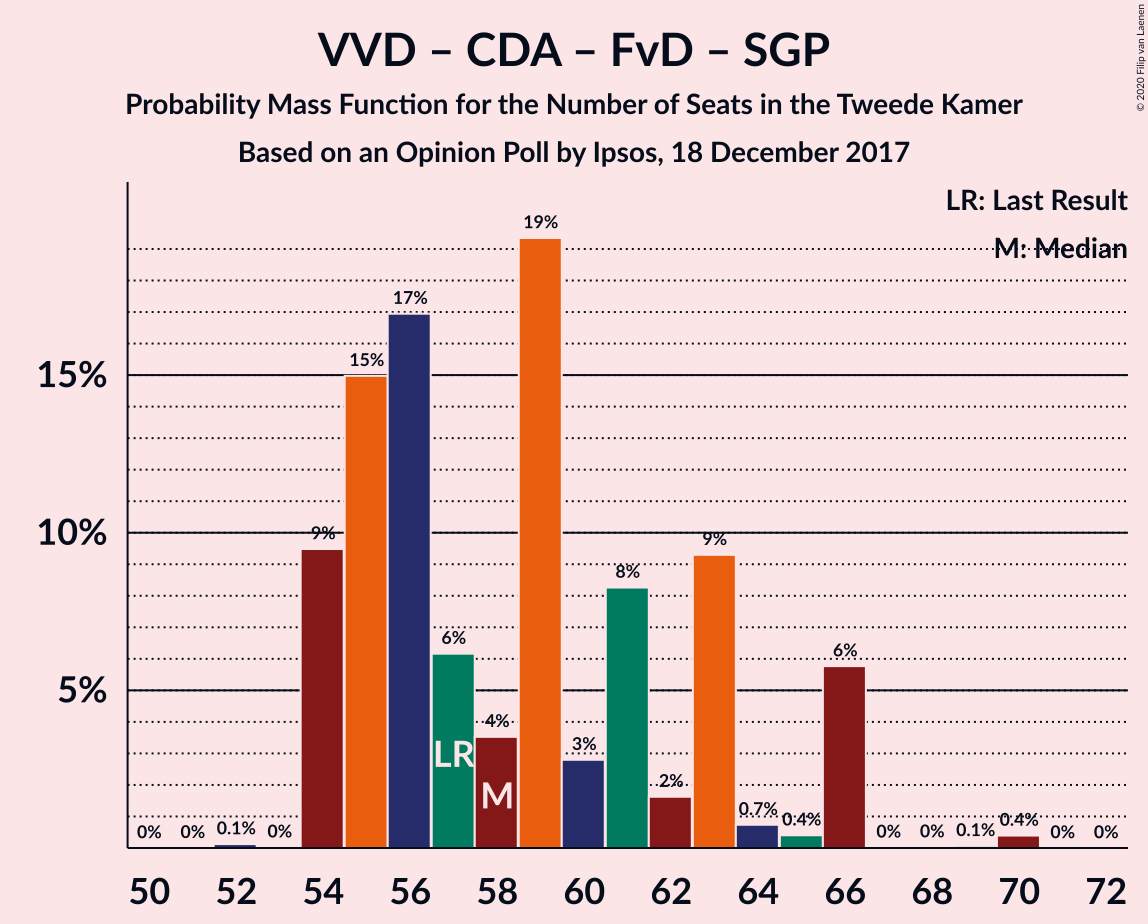 VVD – CDA – FvD – SGP
Probability Mass Function for the Number of Seats in the Tweede Kamer
Based on an Opinion Poll by Ipsos, 18 December 2017
© 2020 Filip van Laenen
LR: Last Result
M: Median
15%
10%
5%
0%
0%
0.1%
0%
9%
15%
17%
6%
4%
19%
3%
8%
2%
9%
0.7%
0.4%
6%
0%
0%
0.1%
0.4%
0%
0%
LR
M
50 52 54 56 58 60 62 64 66 68 70 72